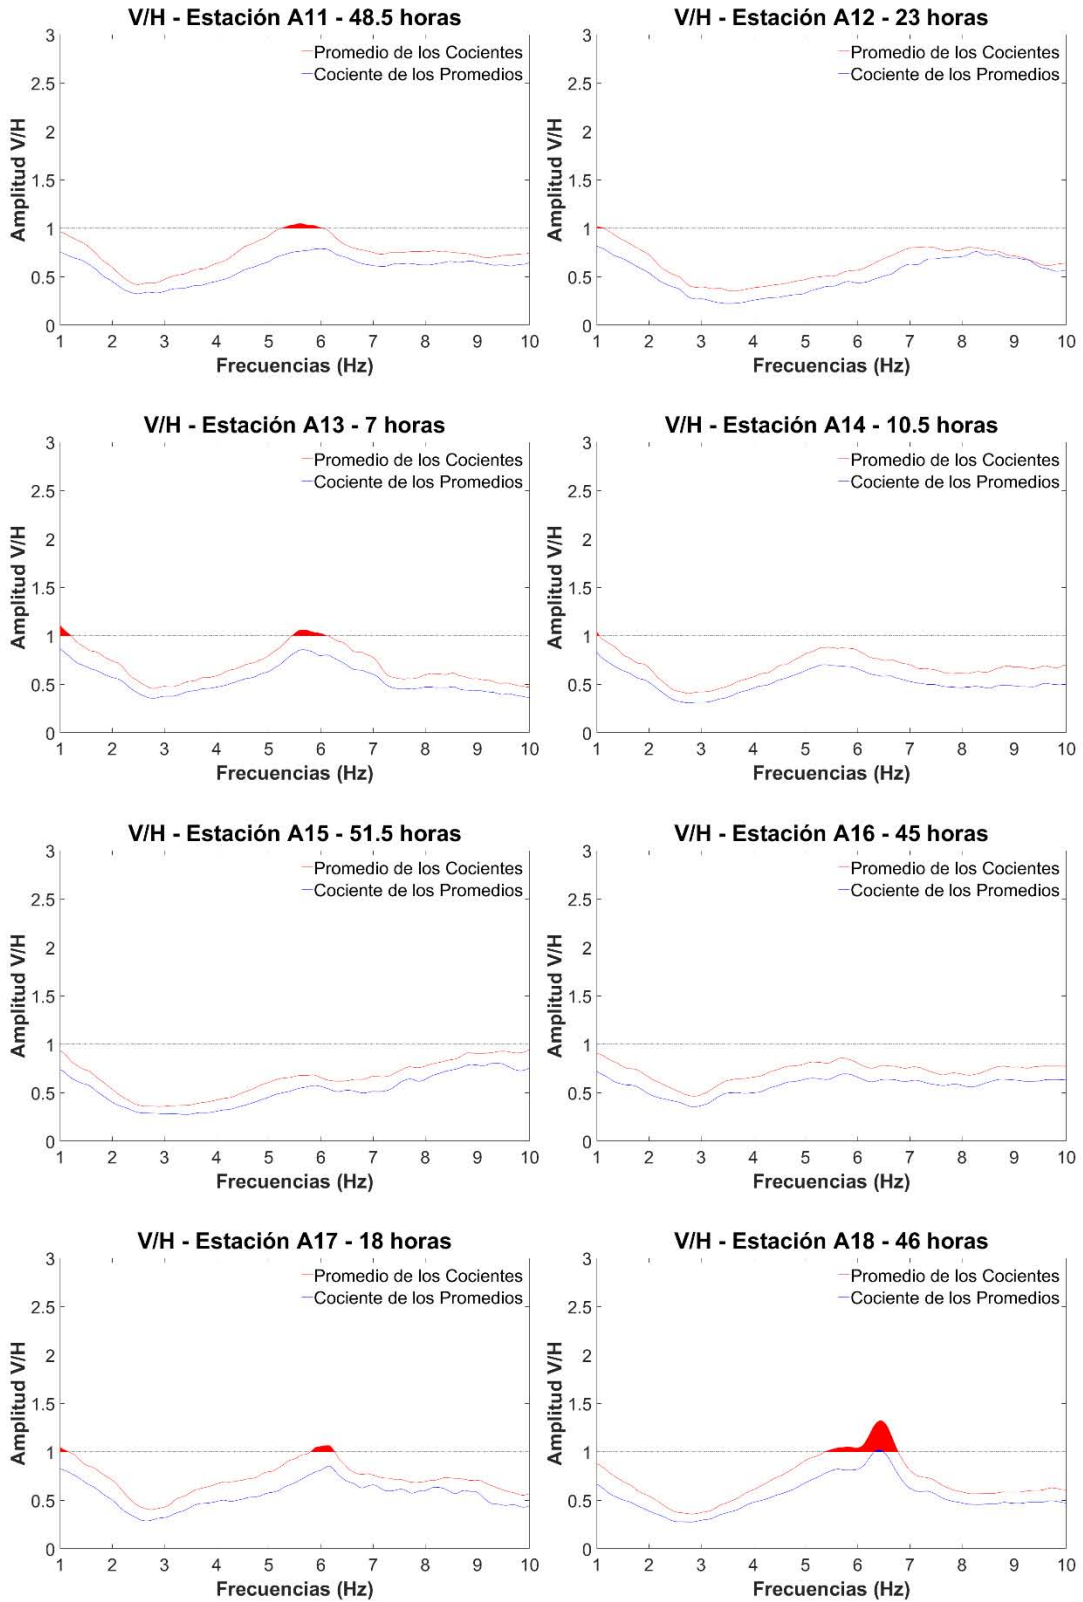 V/H - Estación A11 - 48.5 horas
Promedio de los Cocientes
Cociente de los Promedios
Amplitud V/H
3
2.5
2
1.5
1
0.5
0
1 2 3 4 5 6 7 8 9 10
Frecuencias (Hz)
V/H - Estación A12 - 23 horas
Promedio de los Cocientes
Cociente de los Promedios
Amplitud V/H
3
2.5
2
1.5
1
0.5
0
1 2 3 4 5 6 7 8 9 10
Frecuencias (Hz)
V/H - Estación A13 - 7 horas
Promedio de los Cocientes
Cociente de los Promedios
Amplitud V/H
3
2.5
2
1.5
1
0.5
0
1 2 3 4 5 6 7 8 9 10
Frecuencias (Hz)
V/H - Estación A14 - 10.5 horas
Promedio de los Cocientes
Cociente de los Promedios
Amplitud V/H
3
2.5
2
1.5
1
0.5
0
1 2 3 4 5 6 7 8 9 10
Frecuencias (Hz)
V/H - Estación A15 - 51.5 horas
Promedio de los Cocientes
Cociente de los Promedios
Amplitud V/H
3
2.5
2
1.5
1
0.5
0
1 2 3 4 5 6 7 8 9 10
Frecuencias (Hz)
V/H - Estación A16 - 45 horas
Promedio de los Cocientes
Cociente de los Promedios
Amplitud V/H
3
2.5
2
1.5
1
0.5
0
1 2 3 4 5 6 7 8 9 10
Frecuencias (Hz)
V/H - Estación A17 - 18 horas
Promedio de los Cocientes
Cociente de los Promedios
Amplitud V/H
3
2.5
2
1.5
1
0.5
0
1 2 3 4 5 6 7 8 9 10
Frecuencias (Hz)
V/H - Estación A18 - 46 horas
Promedio de los Cocientes
Cociente de los Promedios
Amplitud V/H
3
2.5
2
1.5
1
0.5
0
1 2 3 4 5 6 7 8 9 10
Frecuencias (Hz)